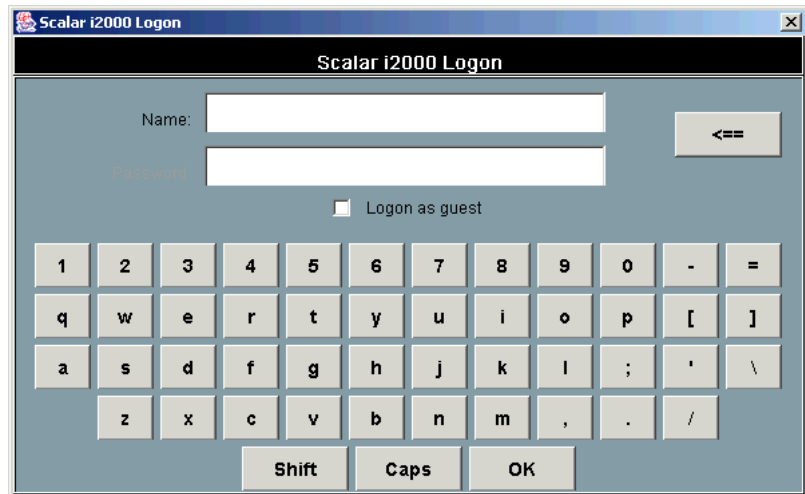 Scalar i2000 Logon
Scalar i2000 Logon
Name:
<==
Password:
Logon as guest
1 2 3 4 5 6 7 8 9 0 - =
q w e r t y u i o p [ ]
a s d f g h j k l ; ' \
z x c v b n m , . /
Shift Caps OK